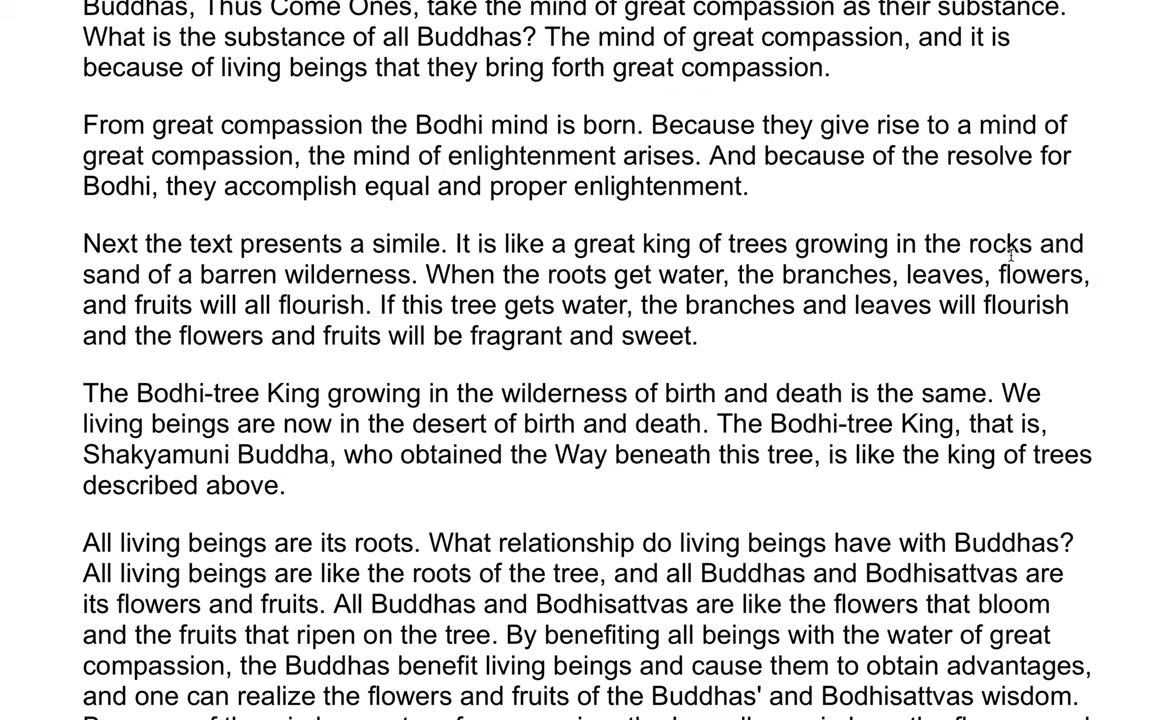 Buddhas, Thus Come Ones, take the mind of great compassion as their substance.
What is the substance of all Buddhas? The mind of great compassion, and it is
because of living beings that they bring forth great compassion.
From great compassion the Bodhi mind is born. Because they give rise to a mind of
great compassion, the mind of enlightenment arises. And because of the resolve for
Bodhi, they accomplish equal and proper enlightenment.
Next the text presents a simile. It is like a great king of trees growing in the rocks and
sand of a barren wilderness. When the roots get water, the branches, leaves, flowers,
and fruits will all flourish. If this tree gets water, the branches and leaves will flourish
and the flowers and fruits will be fragrant and sweet.
The Bodhi-tree King growing in the wilderness of birth and death is the same. We
living beings are now in the desert of birth and death. The Bodhi-tree King, that is,
Shakyamuni Buddha, who obtained the Way beneath this tree, is like the king of trees
described above.
All living beings are its roots. What relationship do living beings have with Buddhas?
All living beings are like the roots of the tree, and all Buddhas and Bodhisattvas are
its flowers and fruits. All Buddhas and Bodhisattvas are like the flowers that bloom
and the fruits that ripen on the tree. By benefiting all beings with the water of great
compassion, the Buddhas benefit living beings and cause them to obtain advantages,
and one can realize the flowers and fruits of the Buddhas' and Bodhisattvas wisdom.